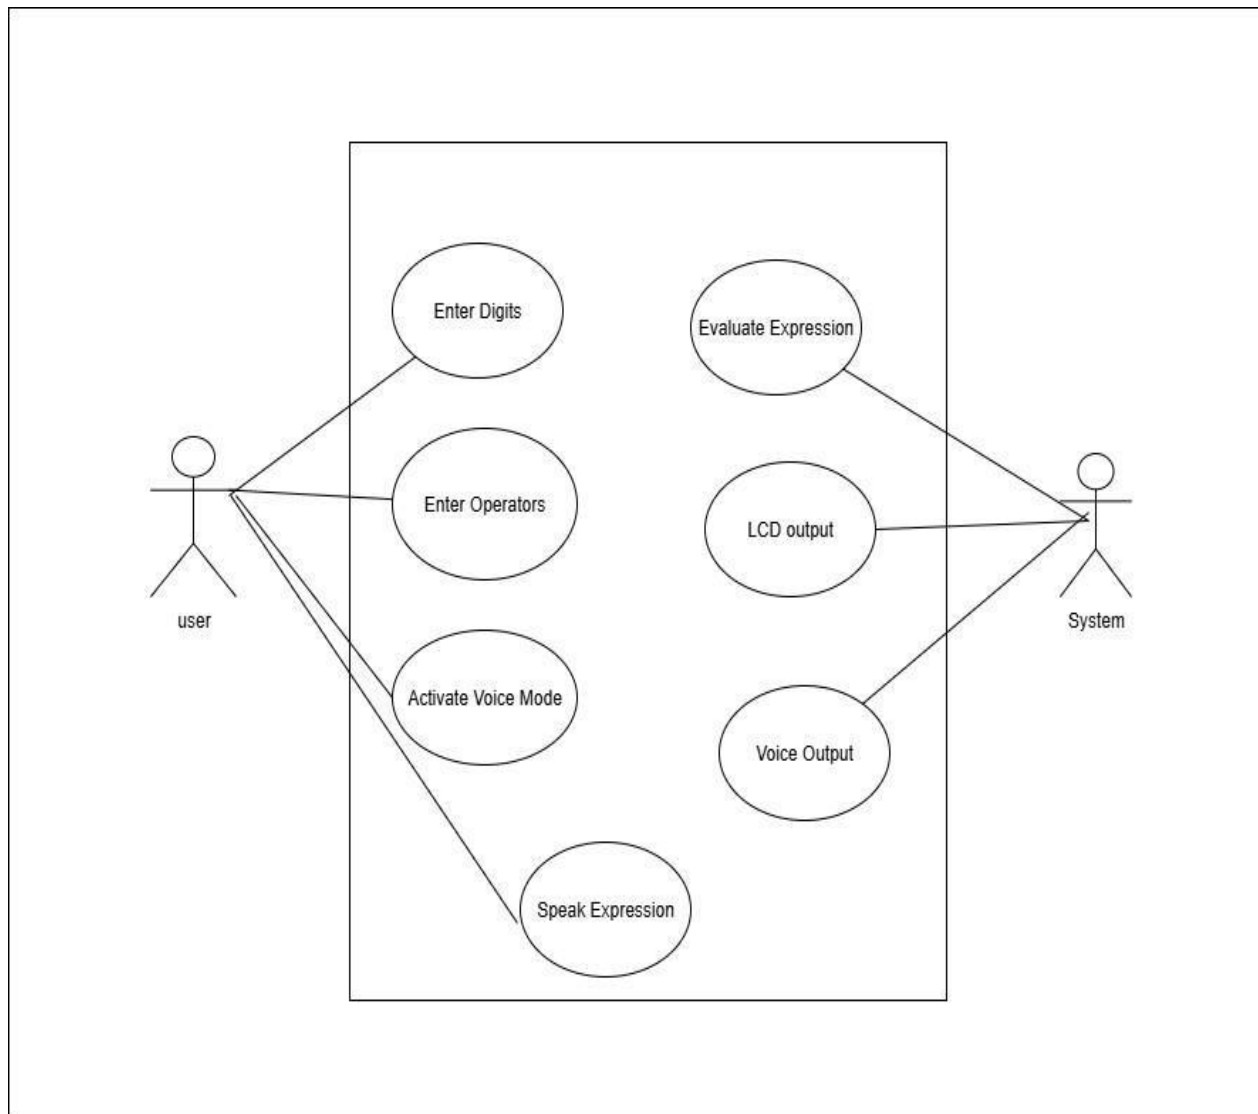 Enter Digits
Evaluate Expression
Enter Operators
LCD output
user
System
Activate Voice Mode
Voice Output
Speak Expression